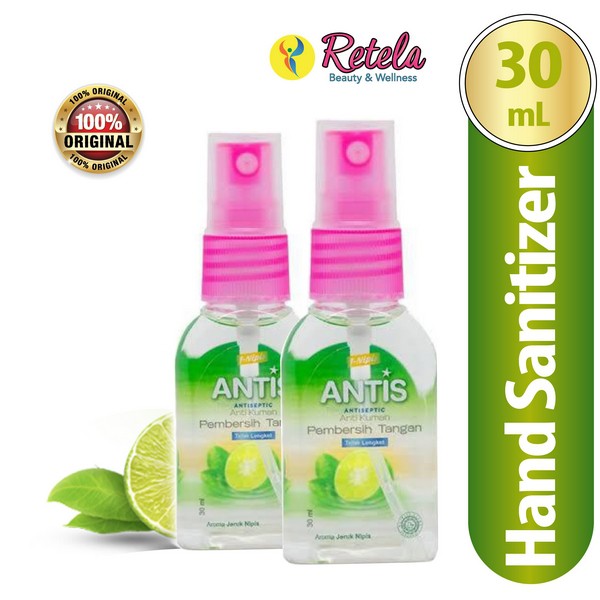 Retela
Beauty & Wellness
30
mL
100% ORIGINAL
100%
ORIGINAL
100% ORIGINAL
Hand Sanitizer
ANTIS
ANTISEPTIC
Anti Kuman
Pembersih Tan
Tidak Lengket
30 ml
Aroma Jeruk Nipis
ANTIS
ANTISEPTIC
Anti Kuman
Pembersih Tangan
Tidak Lengket
30 ml
Aroma Jeruk Nipis